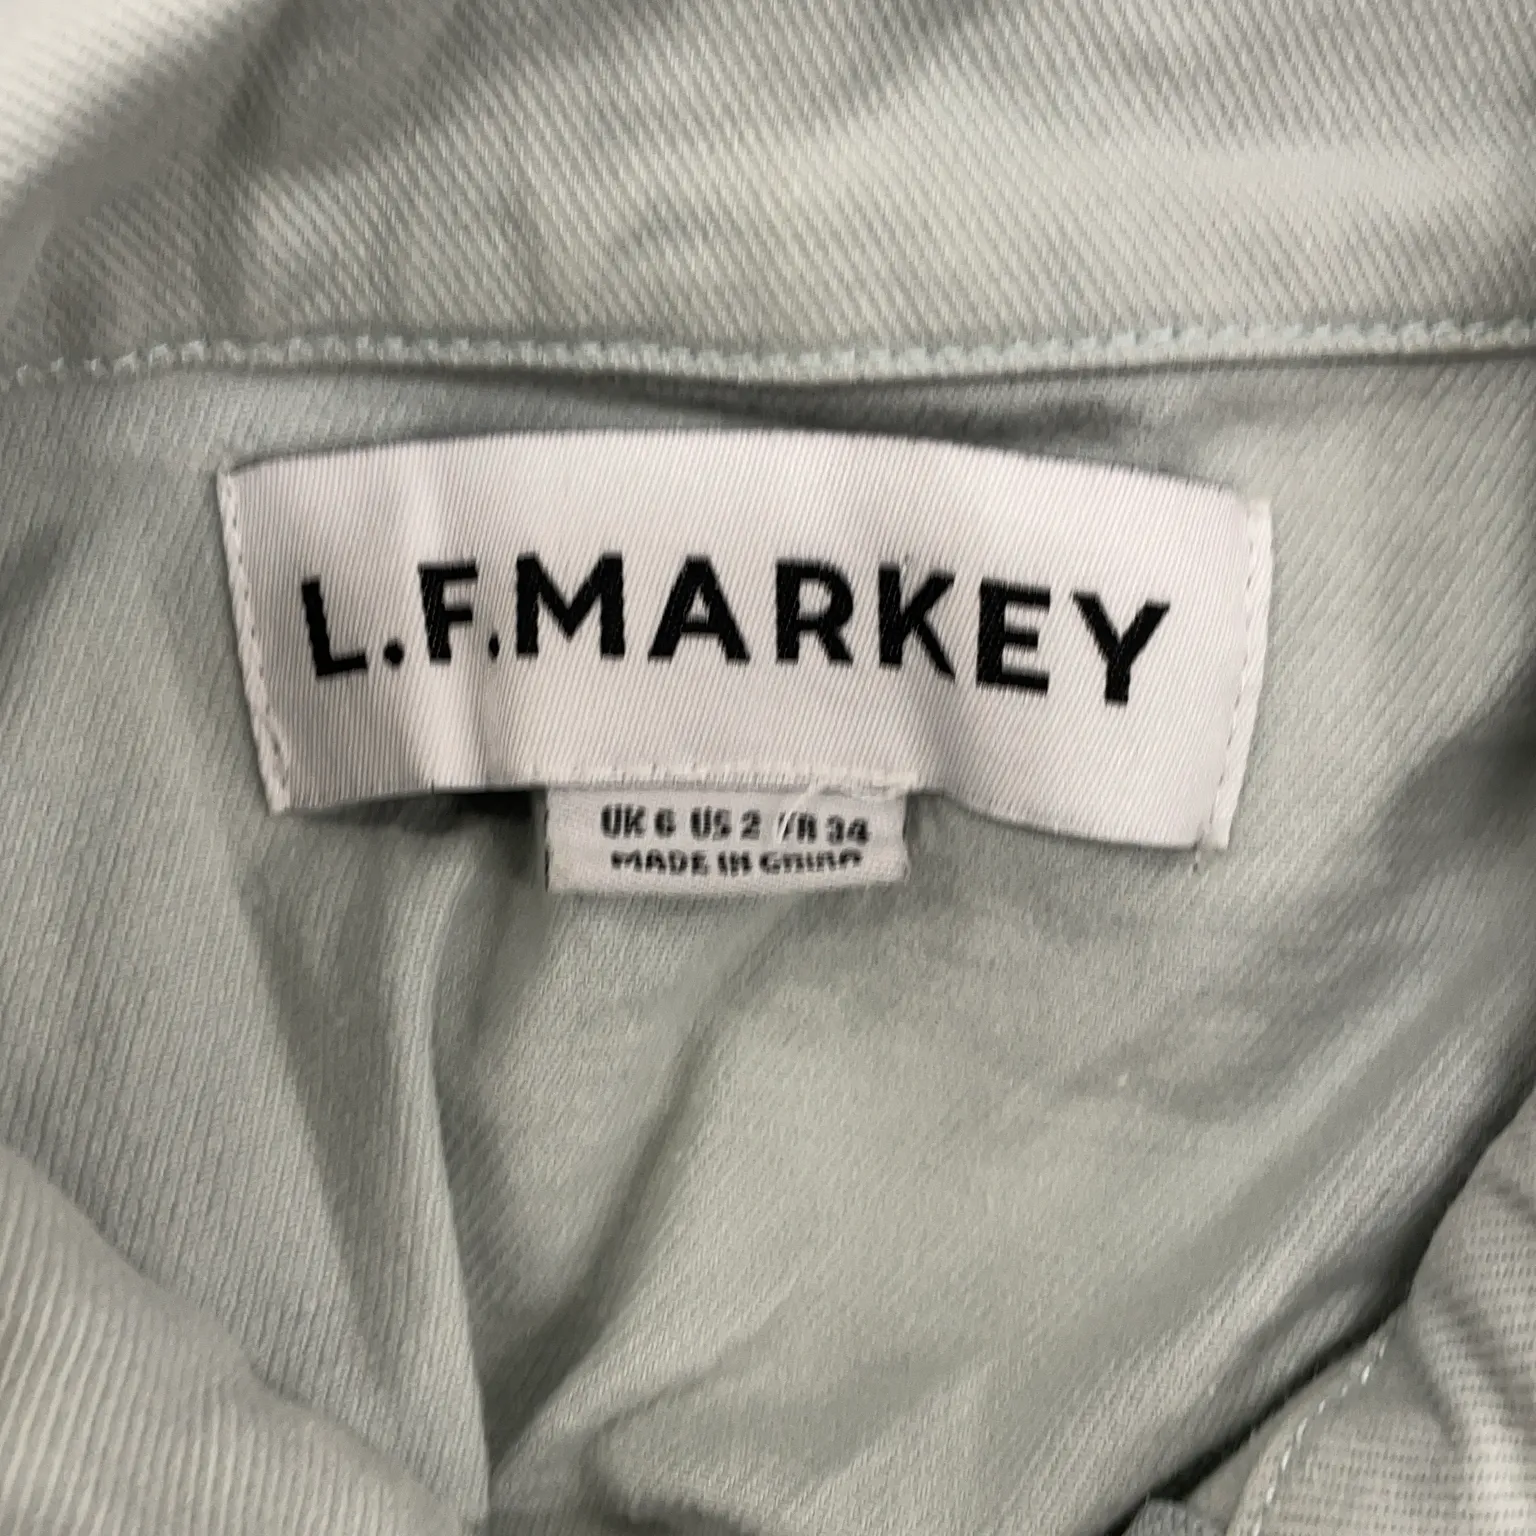 L.F.MARKEY
UK 6 US 2 FR 34
MADE IN CHINA